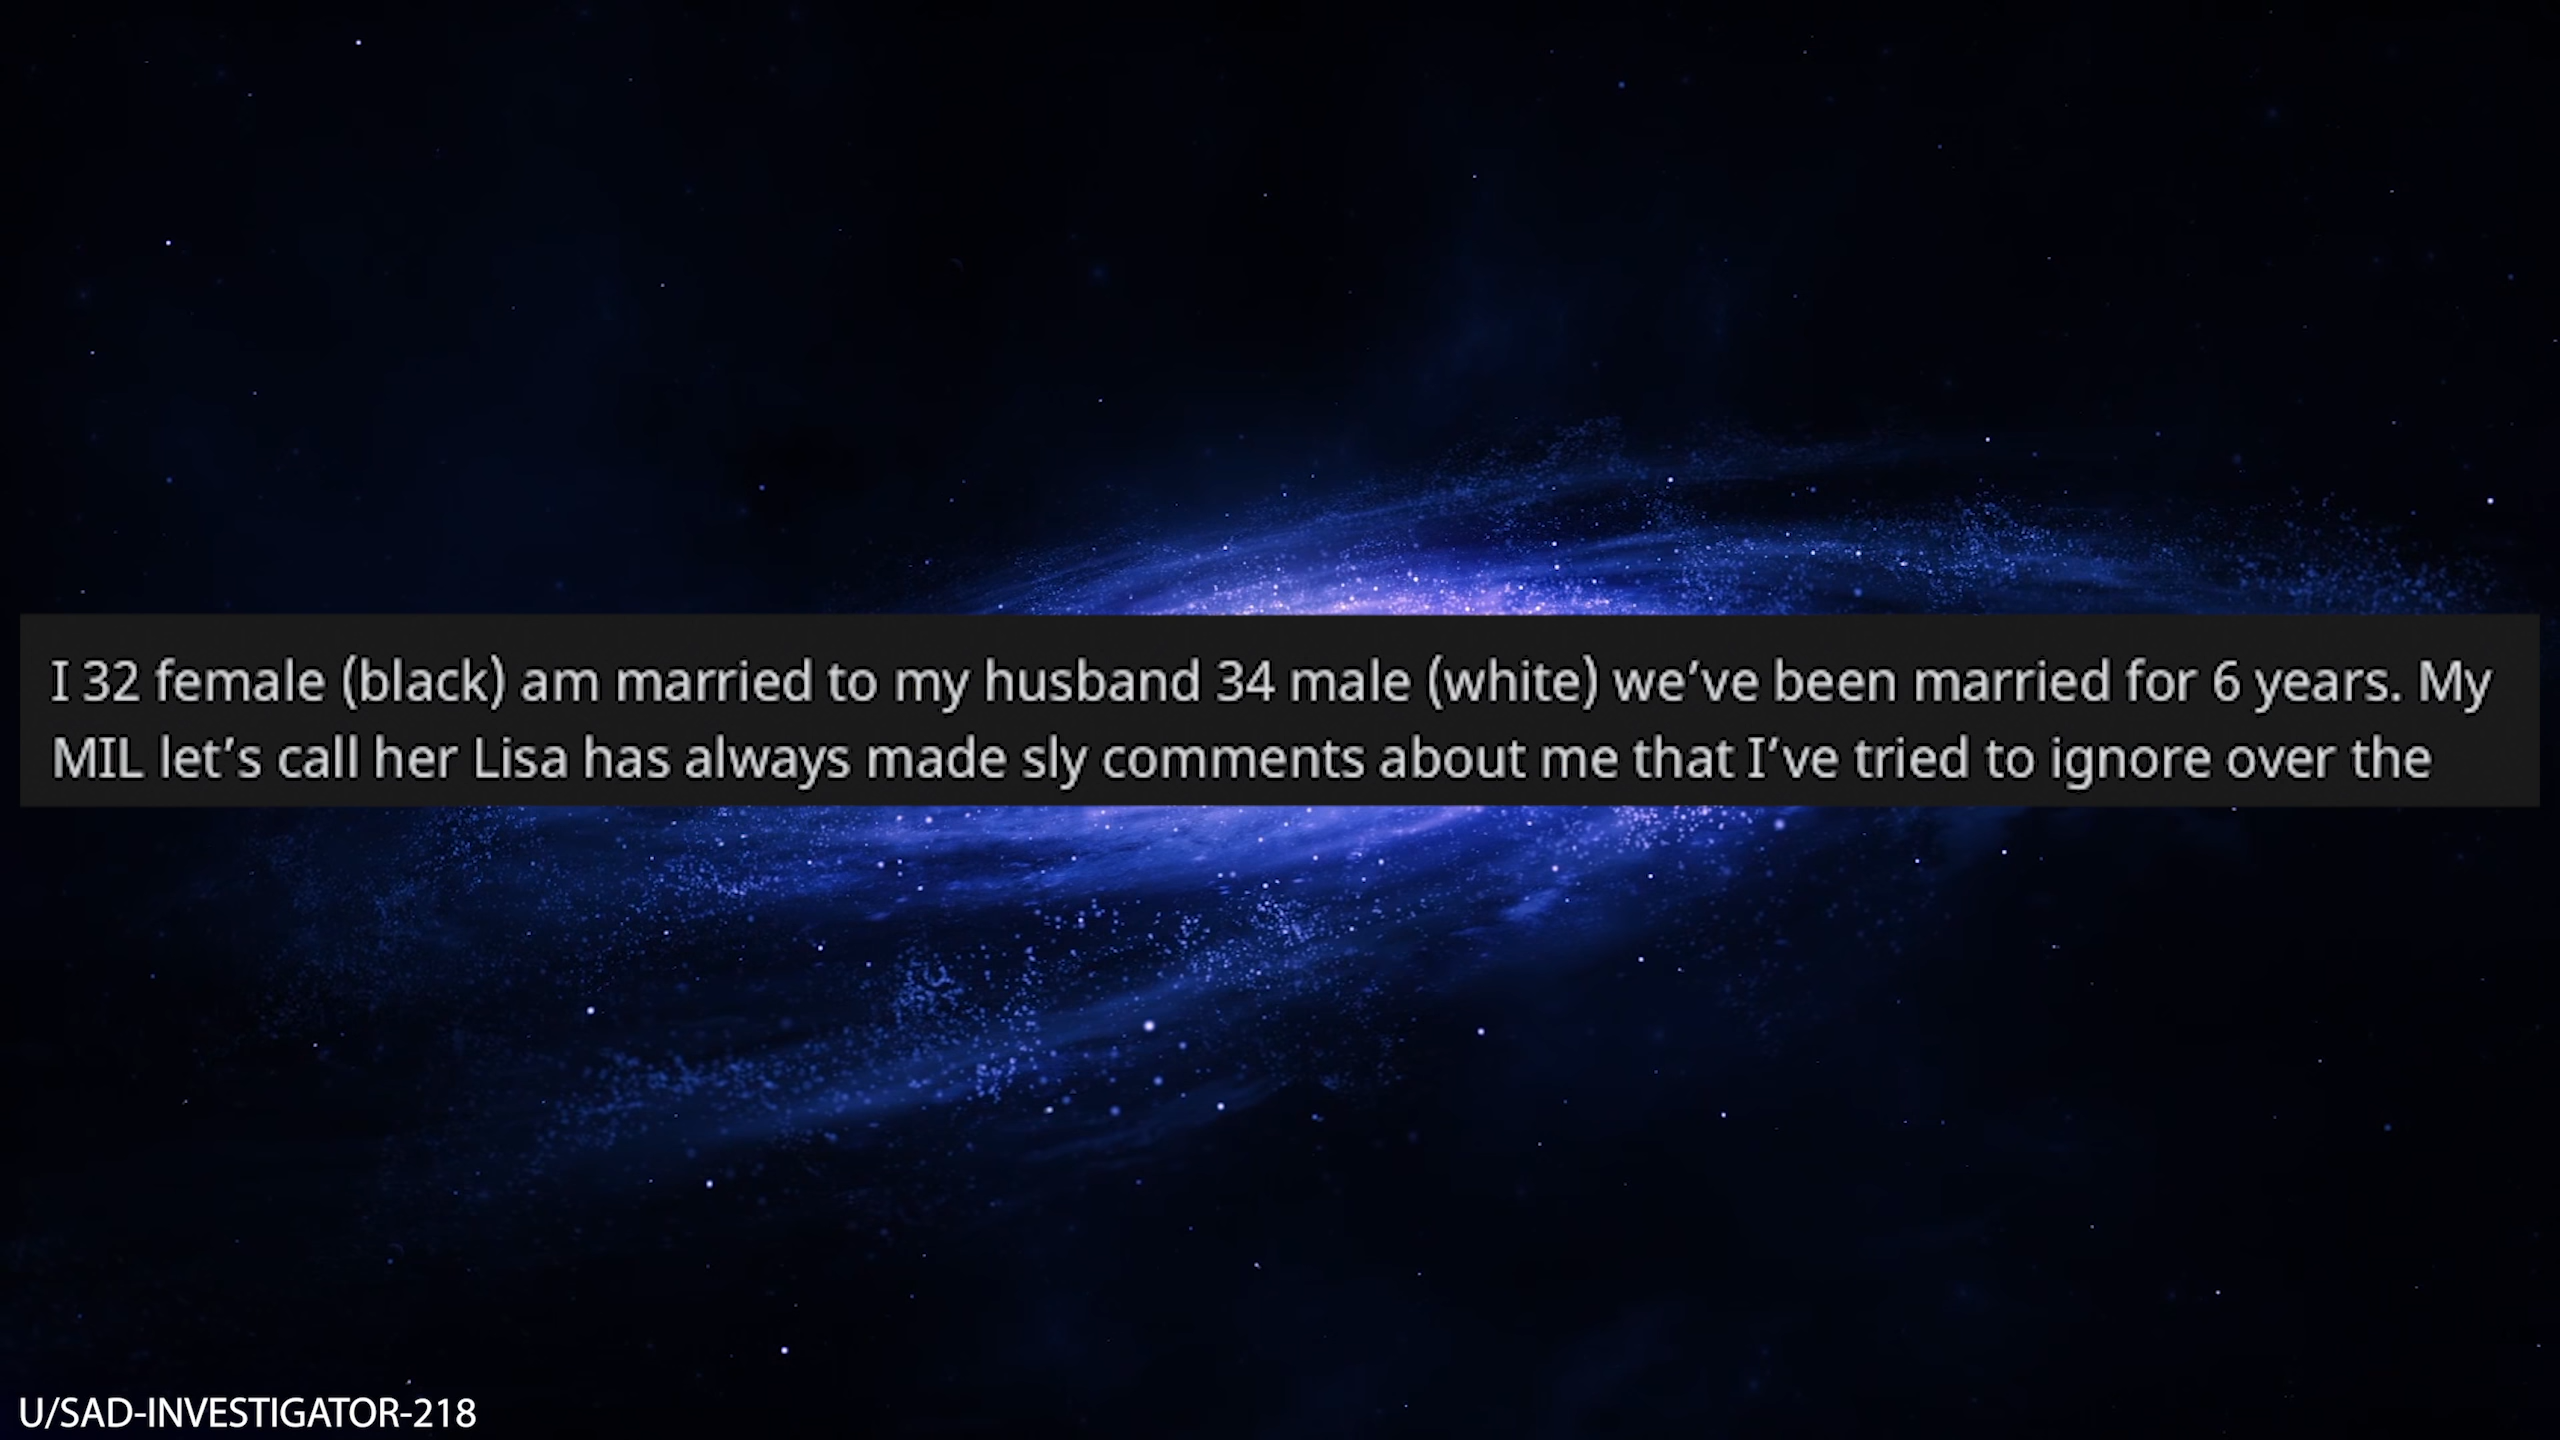 I 32 female (black) am married to my husband 34 male (white) we’ve been married for 6 years. My
MIL let’s call her Lisa has always made sly comments about me that I’ve tried to ignore over the
U/SAD-INVESTIGATOR-218